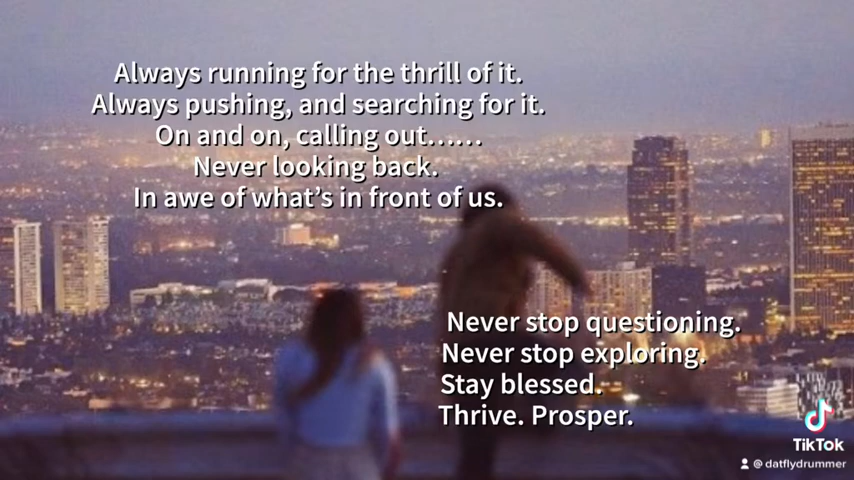 Always running for the thrill of it.
Always pushing, and searching for it.
On and on, calling out......
Never looking back.
In awe of what’s in front of us.
Never stop questioning.
Never stop exploring.
Stay blessed.
Thrive. Prosper.
TikTok
@ datflydrummer